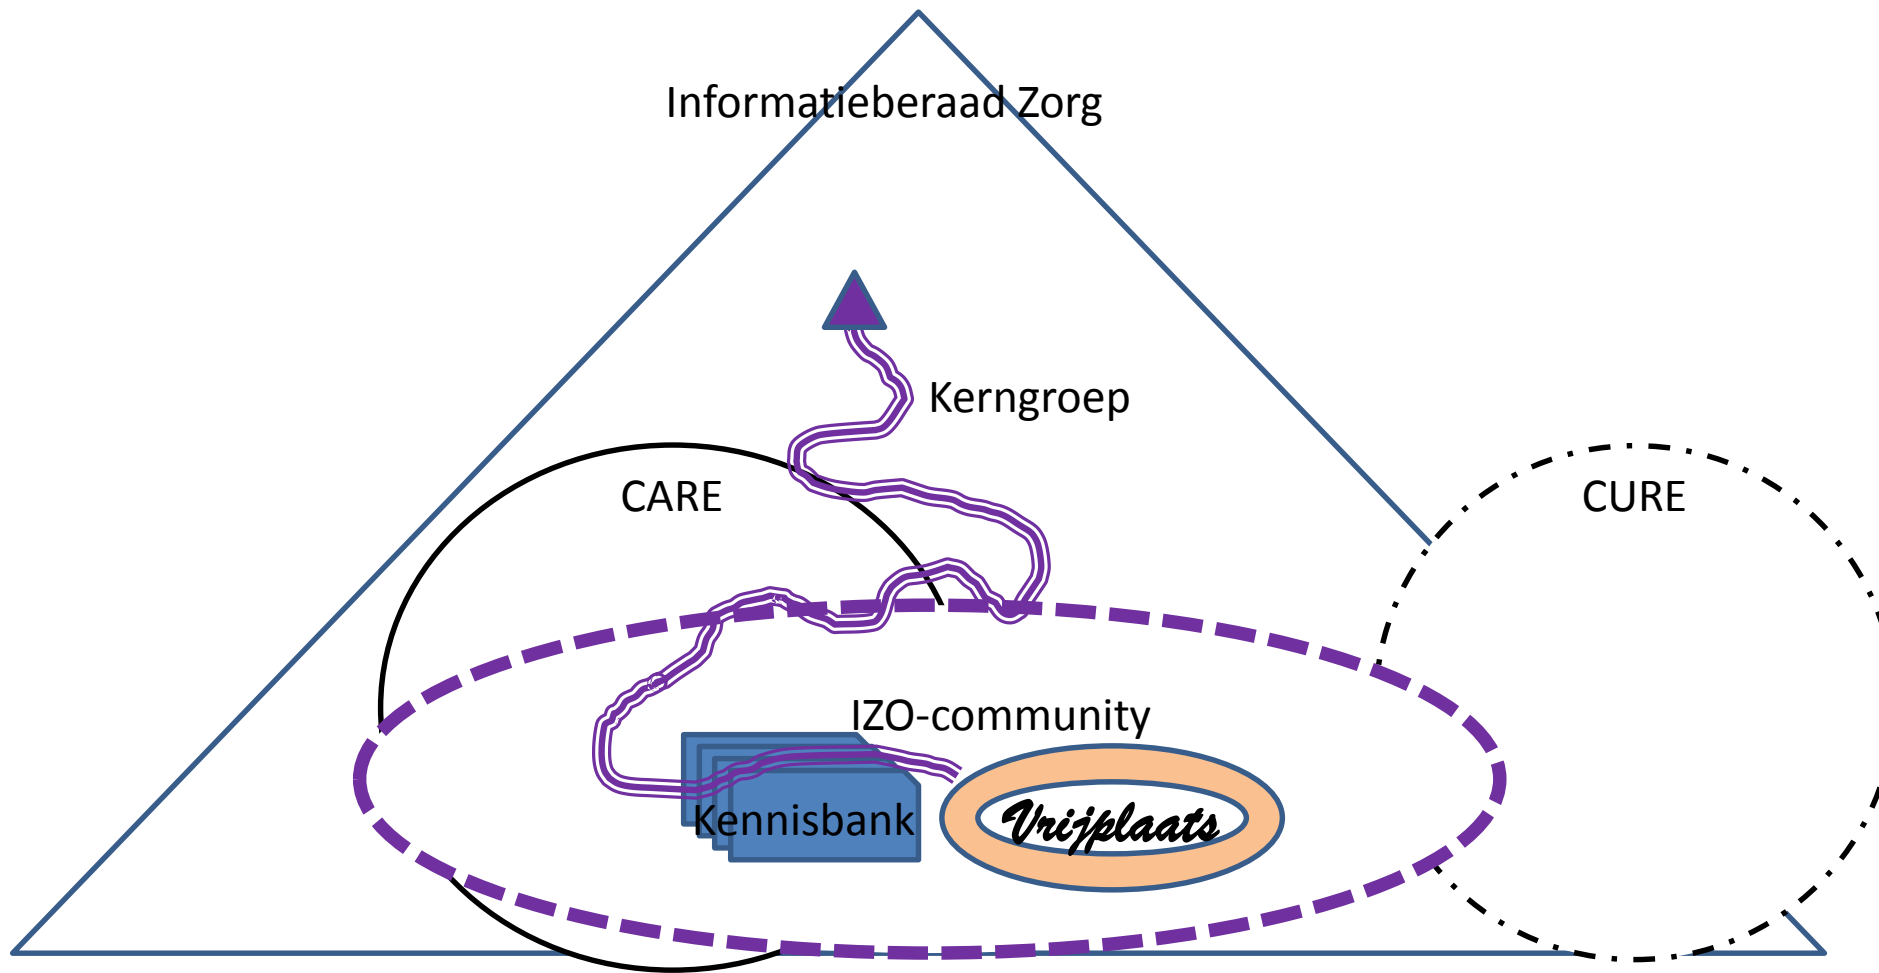 Informatieberaad Zorg
Kerngroep
CARE
CURE
IZO-community
Kennisbank
Vrijplaats